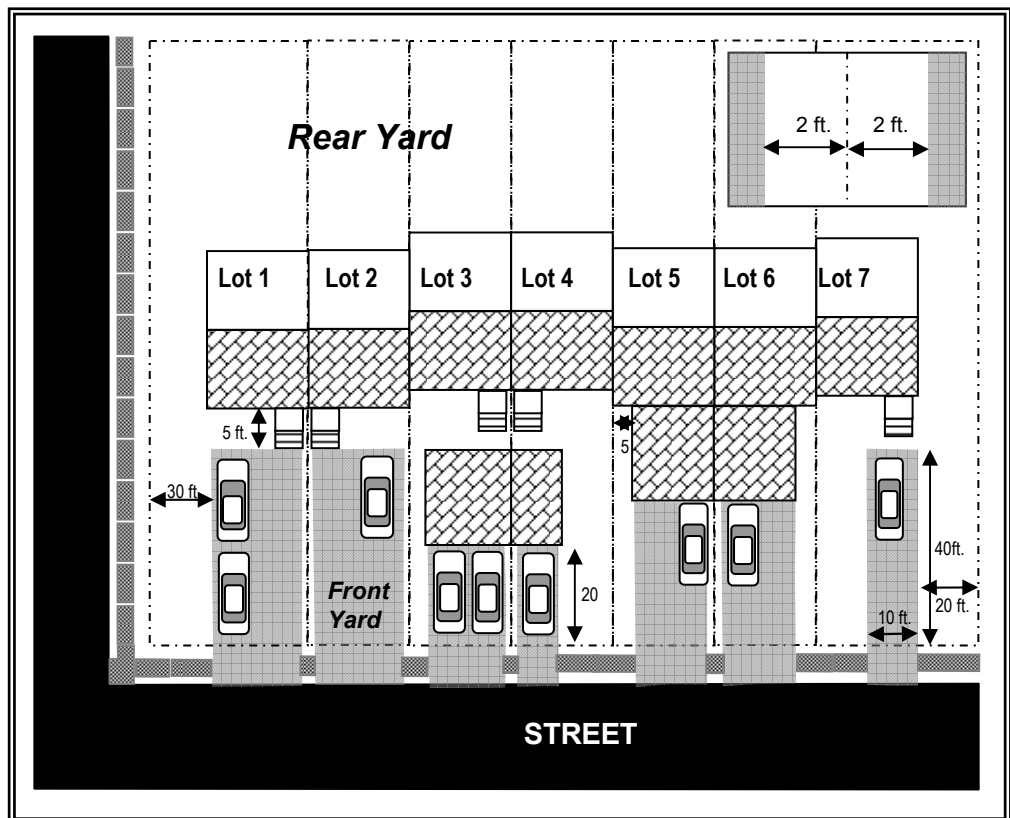 Rear Yard
2 ft. 2 ft.
Lot 1 Lot 2 Lot 3 Lot 4 Lot 5 Lot 6 Lot 7
5 ft.
5
30 ft
40ft.
Front
Yard
20
20 ft.
10 ft.
STREET